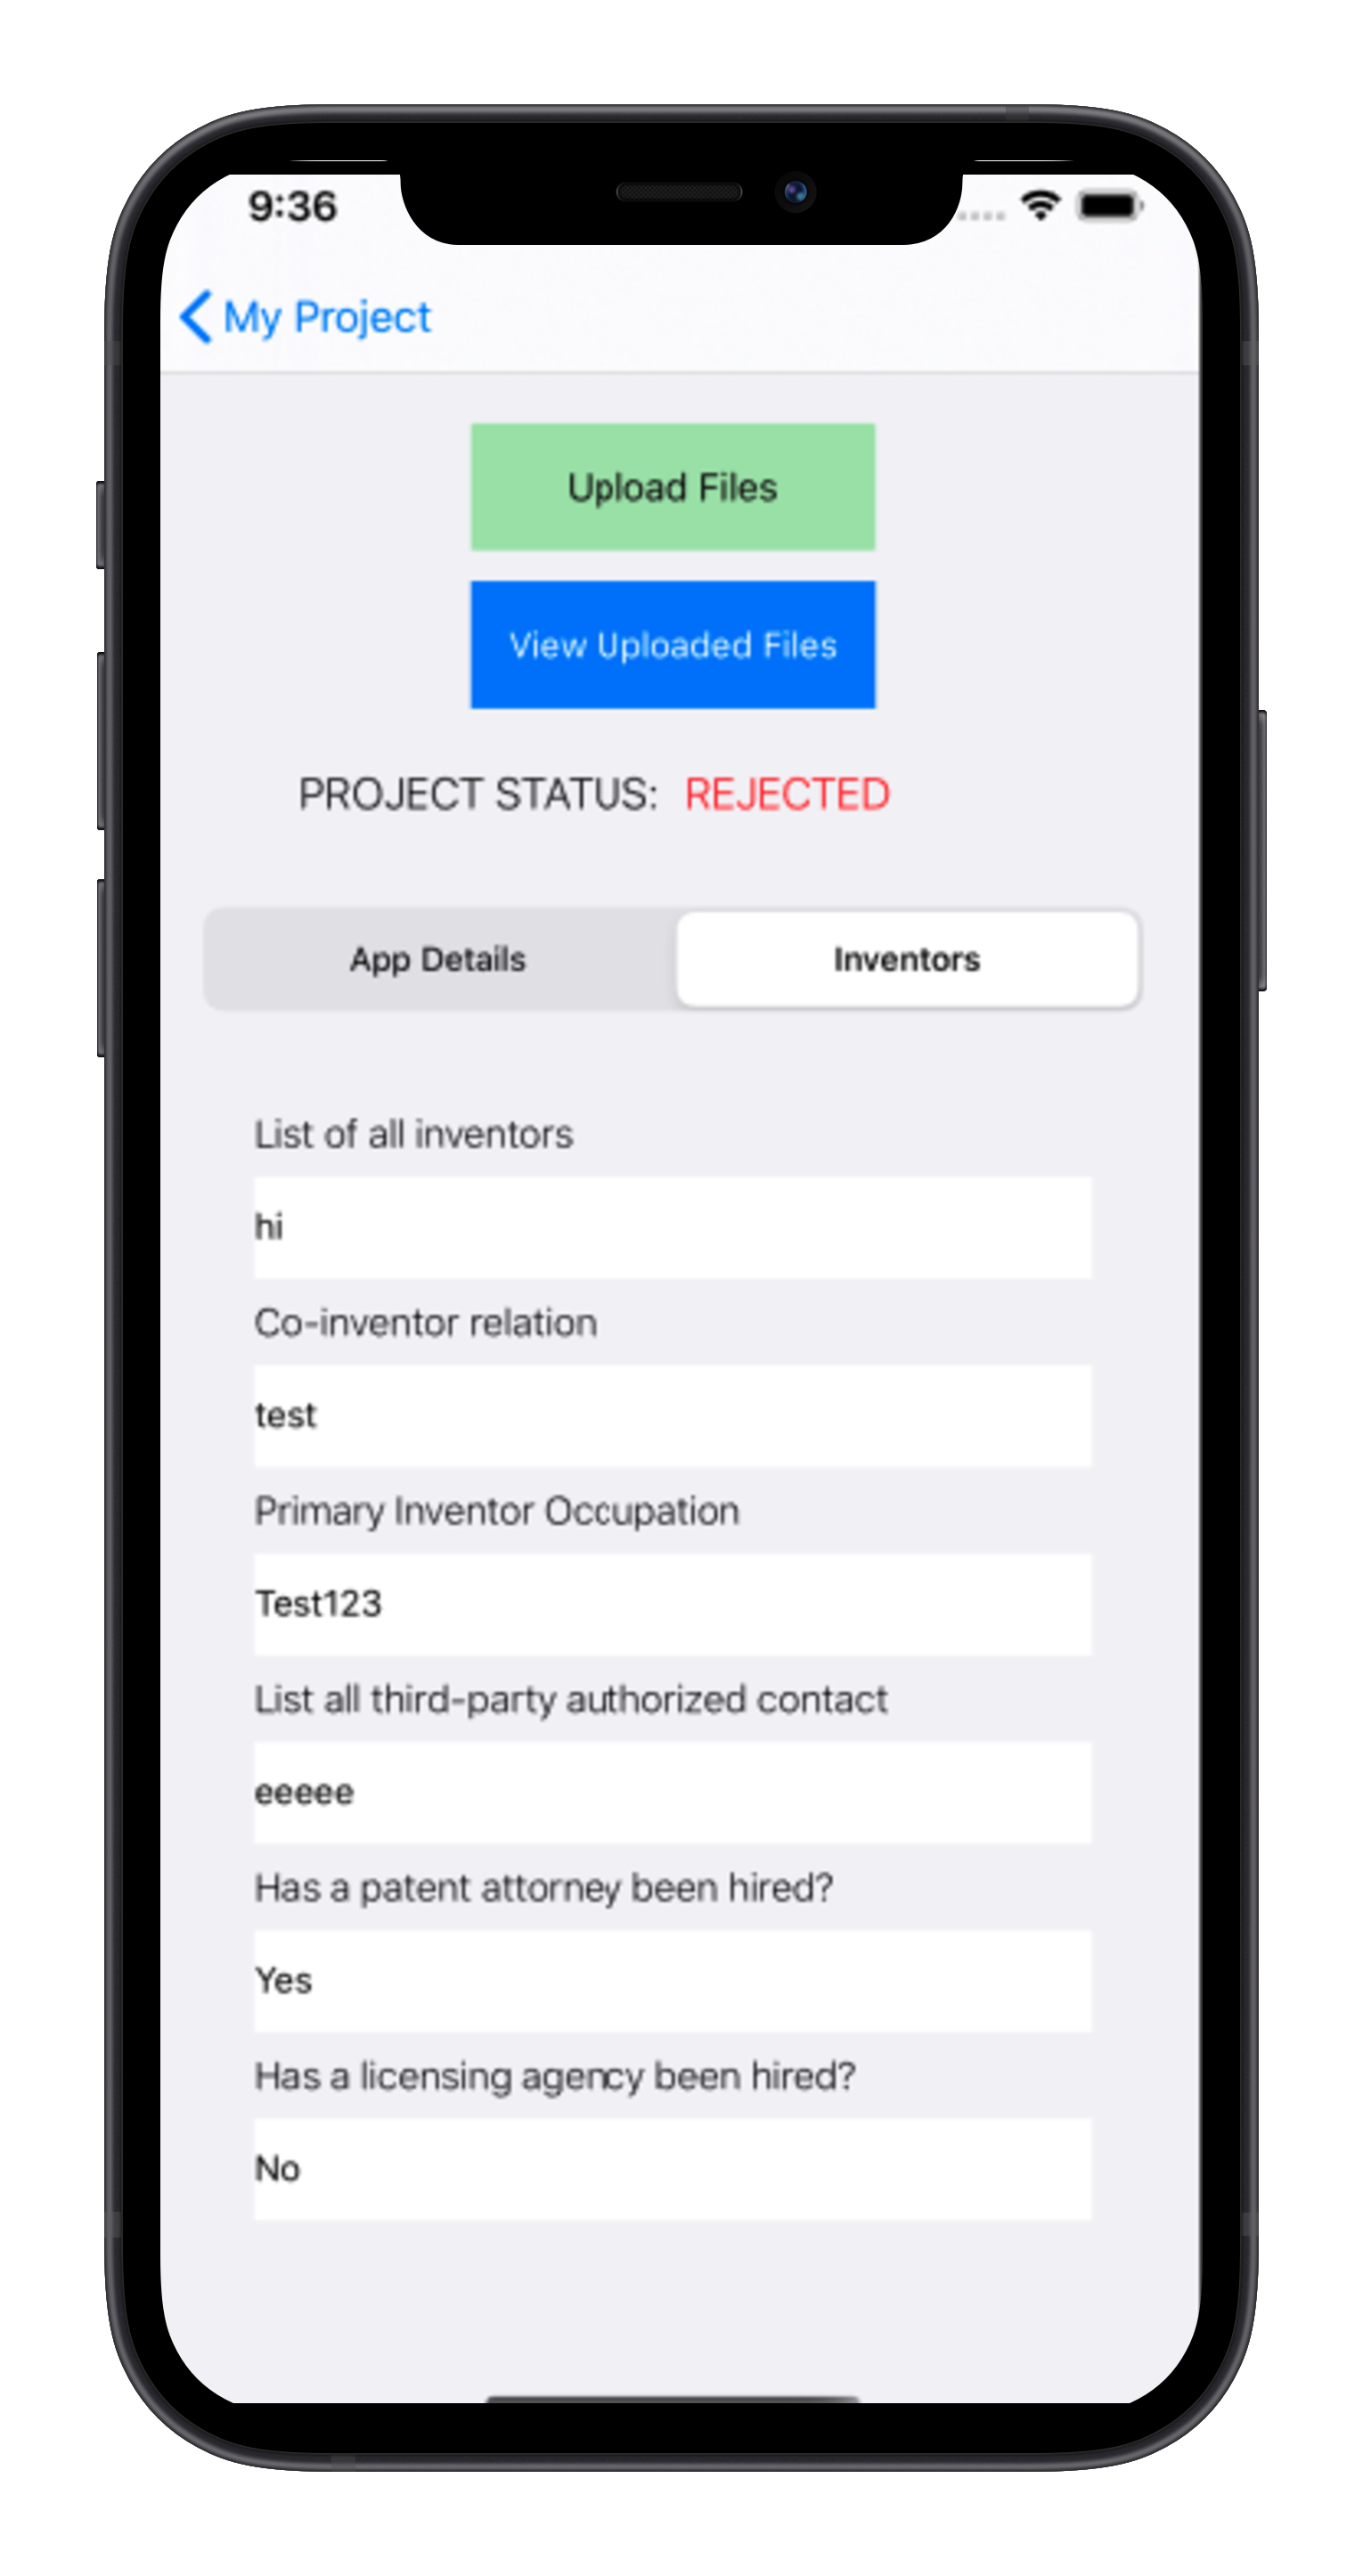 9:36
My Project
Upload Files
View Uploaded Files
PROJECT STATUS: REJECTED
App Details Inventors
List of all inventors
hi
Co-inventor relation
test
Primary Inventor Occupation
Test123
List all third-party authorized contact
eeeee
Has a patent attorney been hired?
Yes
Has a licensing agency been hired?
No